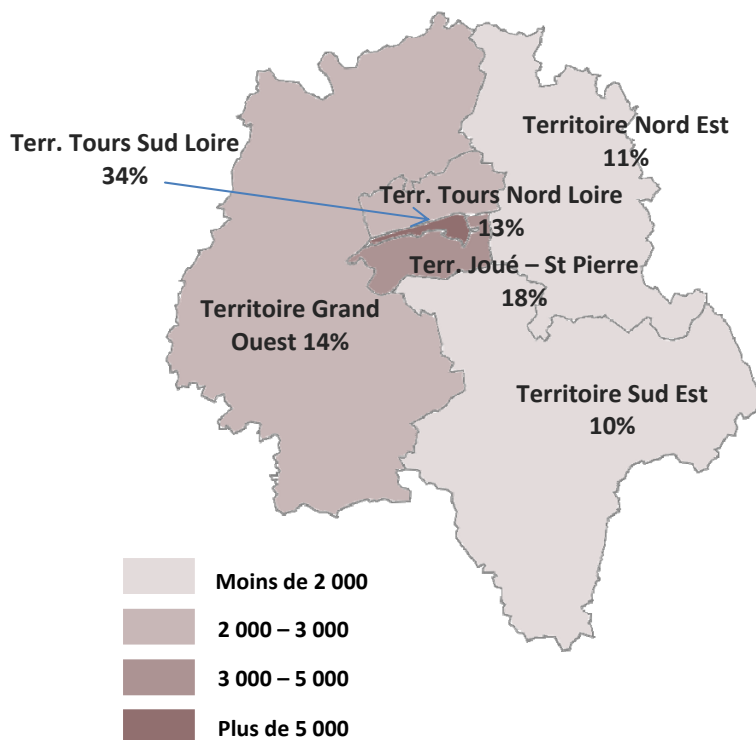 Territoire Nord Est
11%
Terr. Tours Sud Loire
34%
Terr. Tours Nord Loire
13%
Terr. Joué – St Pierre
18%
Territoire Grand
Ouest 14%
Territoire Sud Est
10%
Moins de 2 000
2 000 – 3 000
3 000 – 5 000
Plus de 5 000